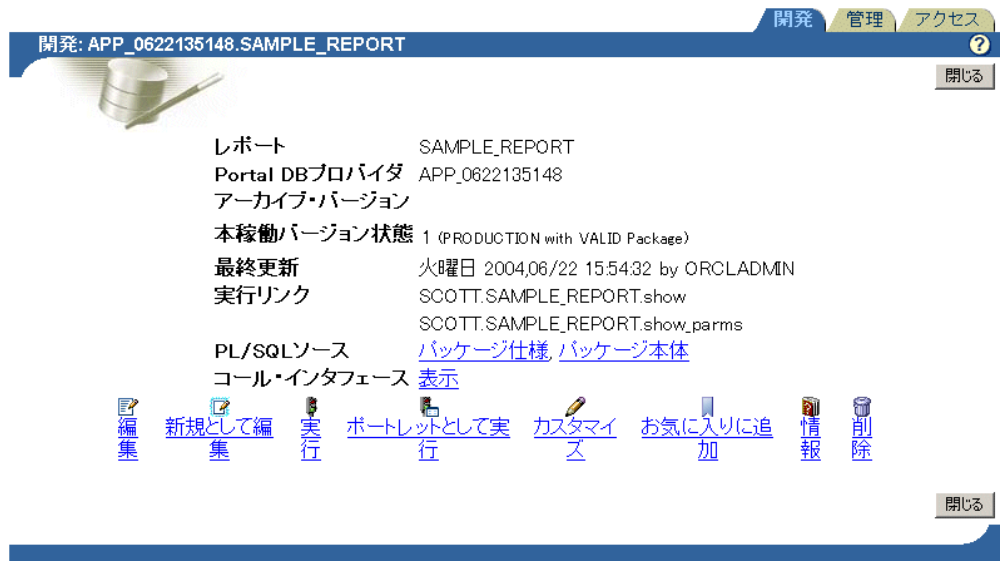 開発 管理 アクセス
開発: APP_0622135148.SAMPLE_REPORT ?
閉じる
レポート SAMPLE_REPORT
Portal DBプロバイダ APP_0622135148
アーカイブ・バージョン
本稼働バージョン状態 1 (PRODUCTION with VALID Package)
最終更新 火曜日 2004,06/22 15:54:32 by ORCLADMIN
実行リンク SCOTT.SAMPLE_REPORT.show
SCOTT.SAMPLE_REPORT.show_parms
PL/SQLソース パッケージ仕様, パッケージ本体
コール・インタフェース 表示
編集 新規として編集 実行 ポートレットとして実行 カスタマイズ お気に入りに追加 情報 削除
閉じる